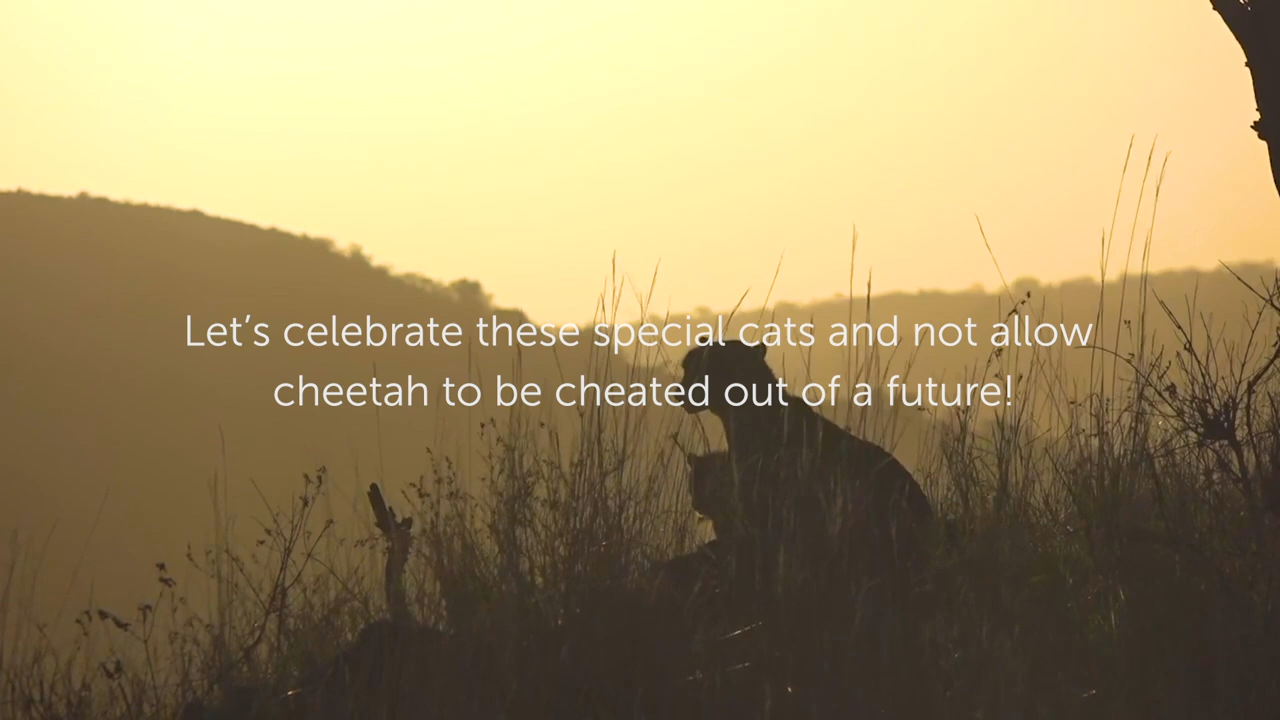 Let’s celebrate these special cats and not allow
cheetah to be cheated out of a future!